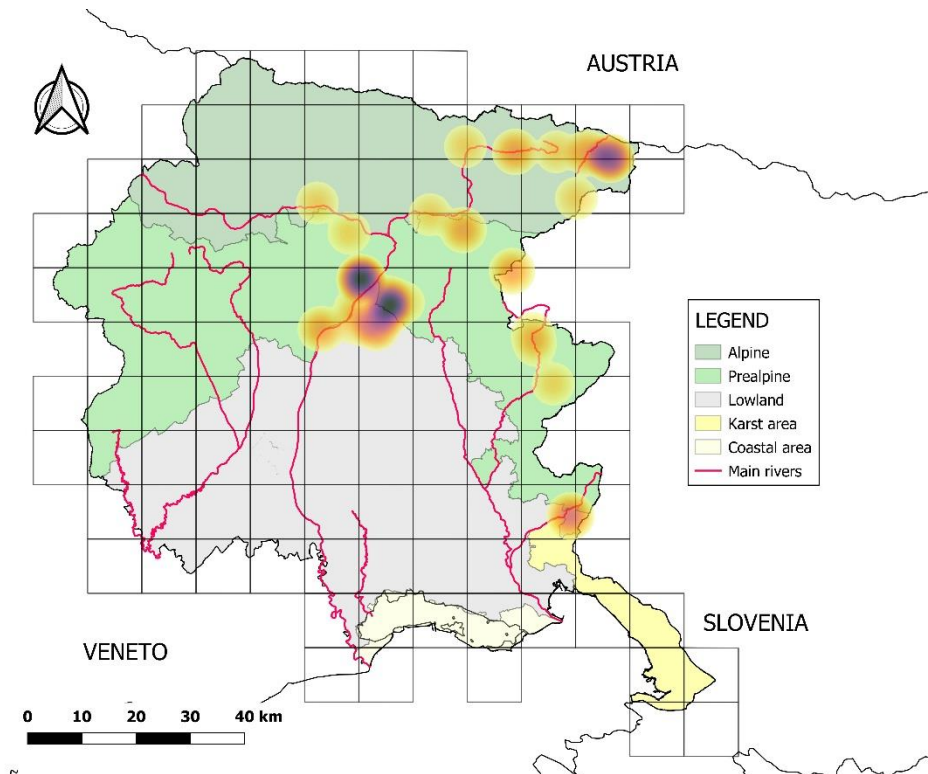 AUSTRIA
LEGEND
Alpine
Prealpine
Lowland
Karst area
Coastal area
Main rivers
SLOVENIA
VENETO
0 10 20 30 40 km